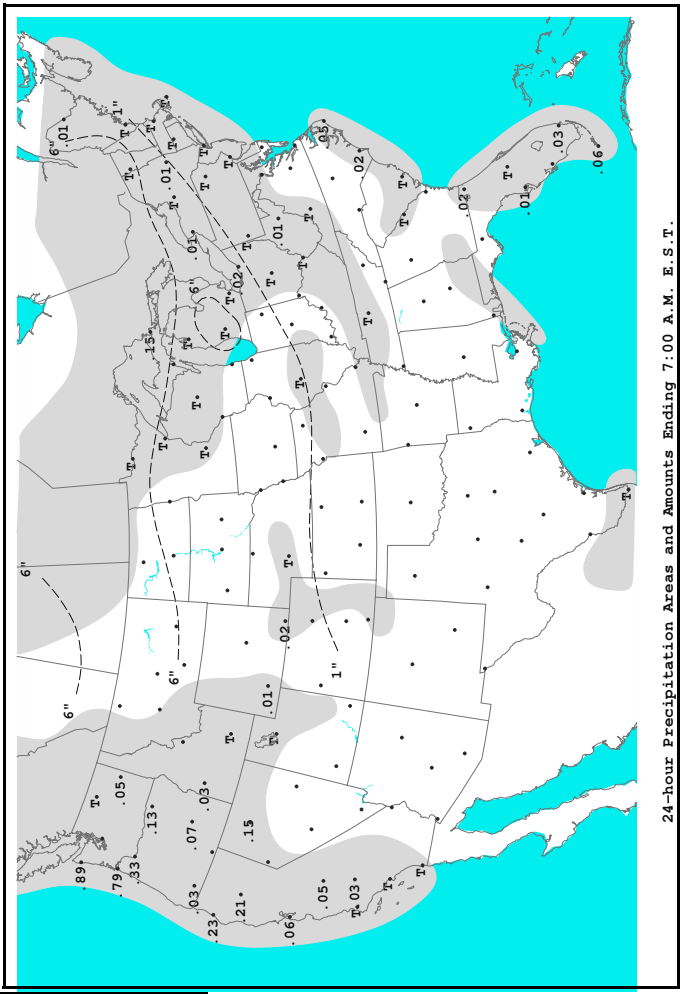 24-hour Precipitation Areas and Amounts Ending 7:00 A.M. E.S.T.
.89
.79
.33
T
.05
.13
.07
.03
.03
.21
.23
.15
.06
.05
.03
T
T
T
T
T
.01
.02
T
6"
6"
6"
1"
T
T
T
T
T
T
.15
T
T
6"
.02
T
T
.01
T
.01
T
T
T
.01
T
T
T
T
T
T
1"
.01
6"
T
T
.05
.02
T
T
.02
T
.01
.03
.06
T